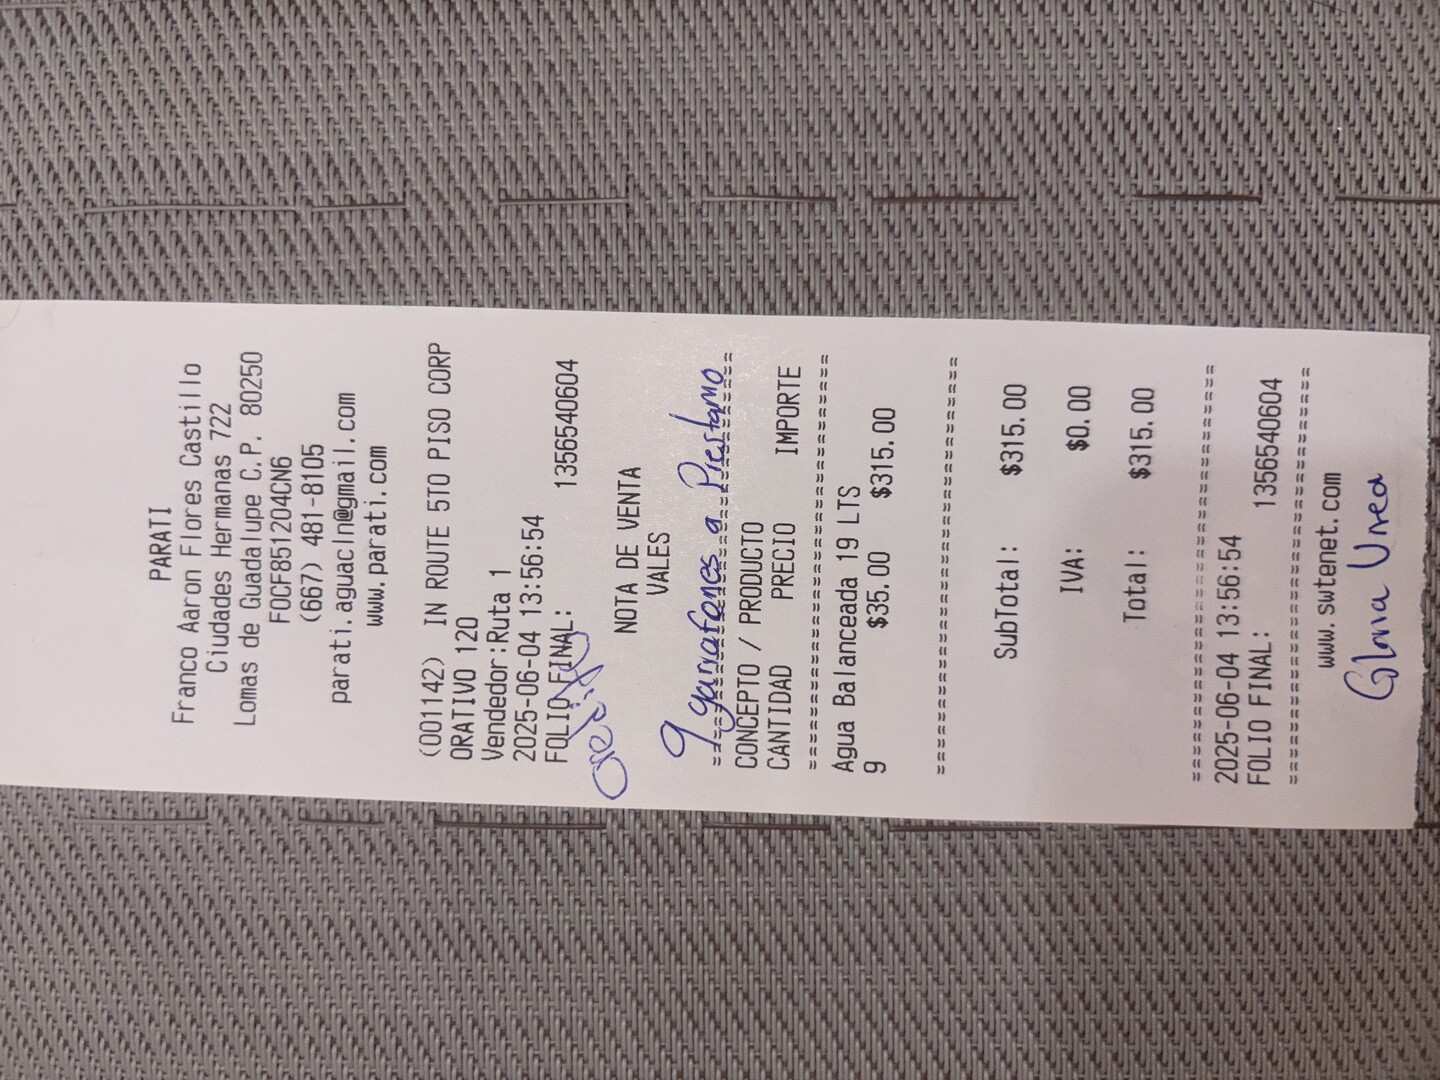 PARATI
Franco Aaron Flores Castillo
Ciudades Hermanas 722
Lomas de Guadalupe C.P. 80250
FOCF851204CN6
(667) 481-8105
parati.aguacln@gmail.com
www.parati.com
(001142) IN ROUTE 5TO PISO CORP
ORATIVO 120
Vendedor:Ruta 1
2025-06-04 13:56:54
FOLIO FINAL: 1356540604
NOTA DE VENTA
VALES
9 garrafones a Prestamo
================================
CONCEPTO / PRODUCTO
CANTIDAD PRECIO IMPORTE
================================
Agua Balanceada 19 LTS
9 $35.00 $315.00
================================
SubTotal: $315.00
IVA: $0.00
Total: $315.00
================================
2025-06-04 13:56:54
FOLIO FINAL: 1356540604
================================
www.swtenet.com
Gloria Urrea